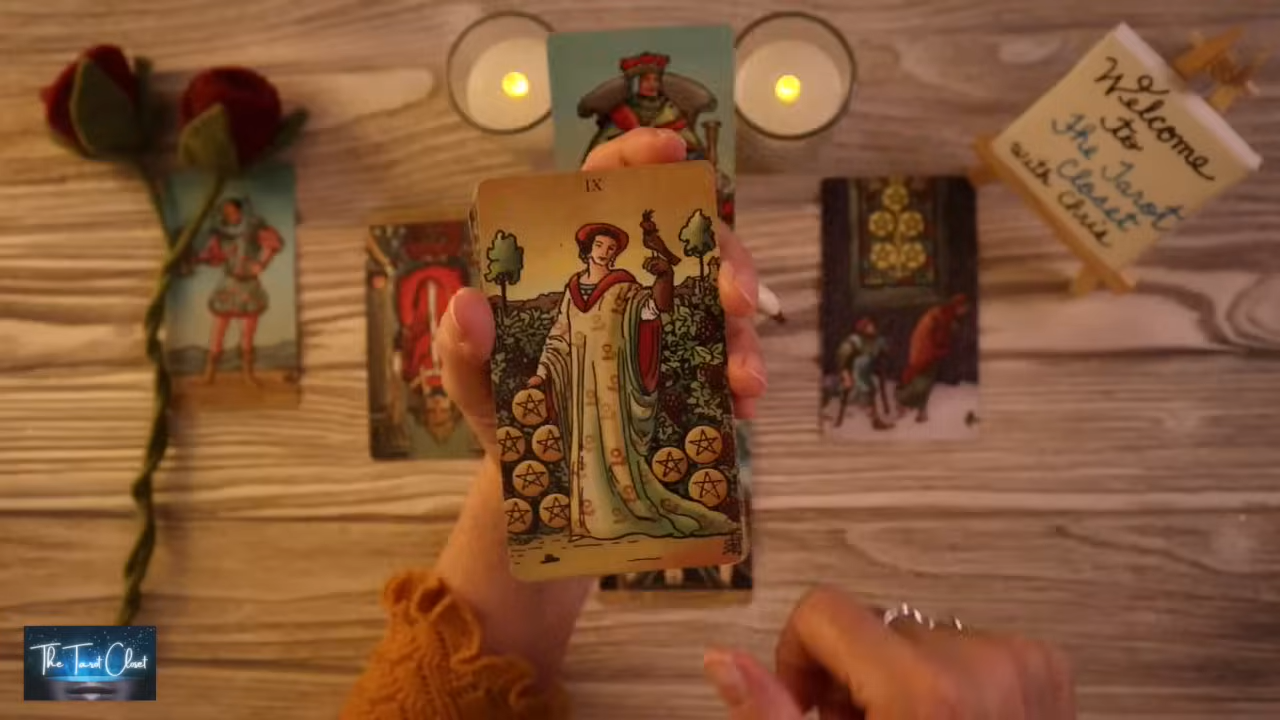 IX
Welcome
to
The Tarot
Closet
with Chris
The Tarot Closet